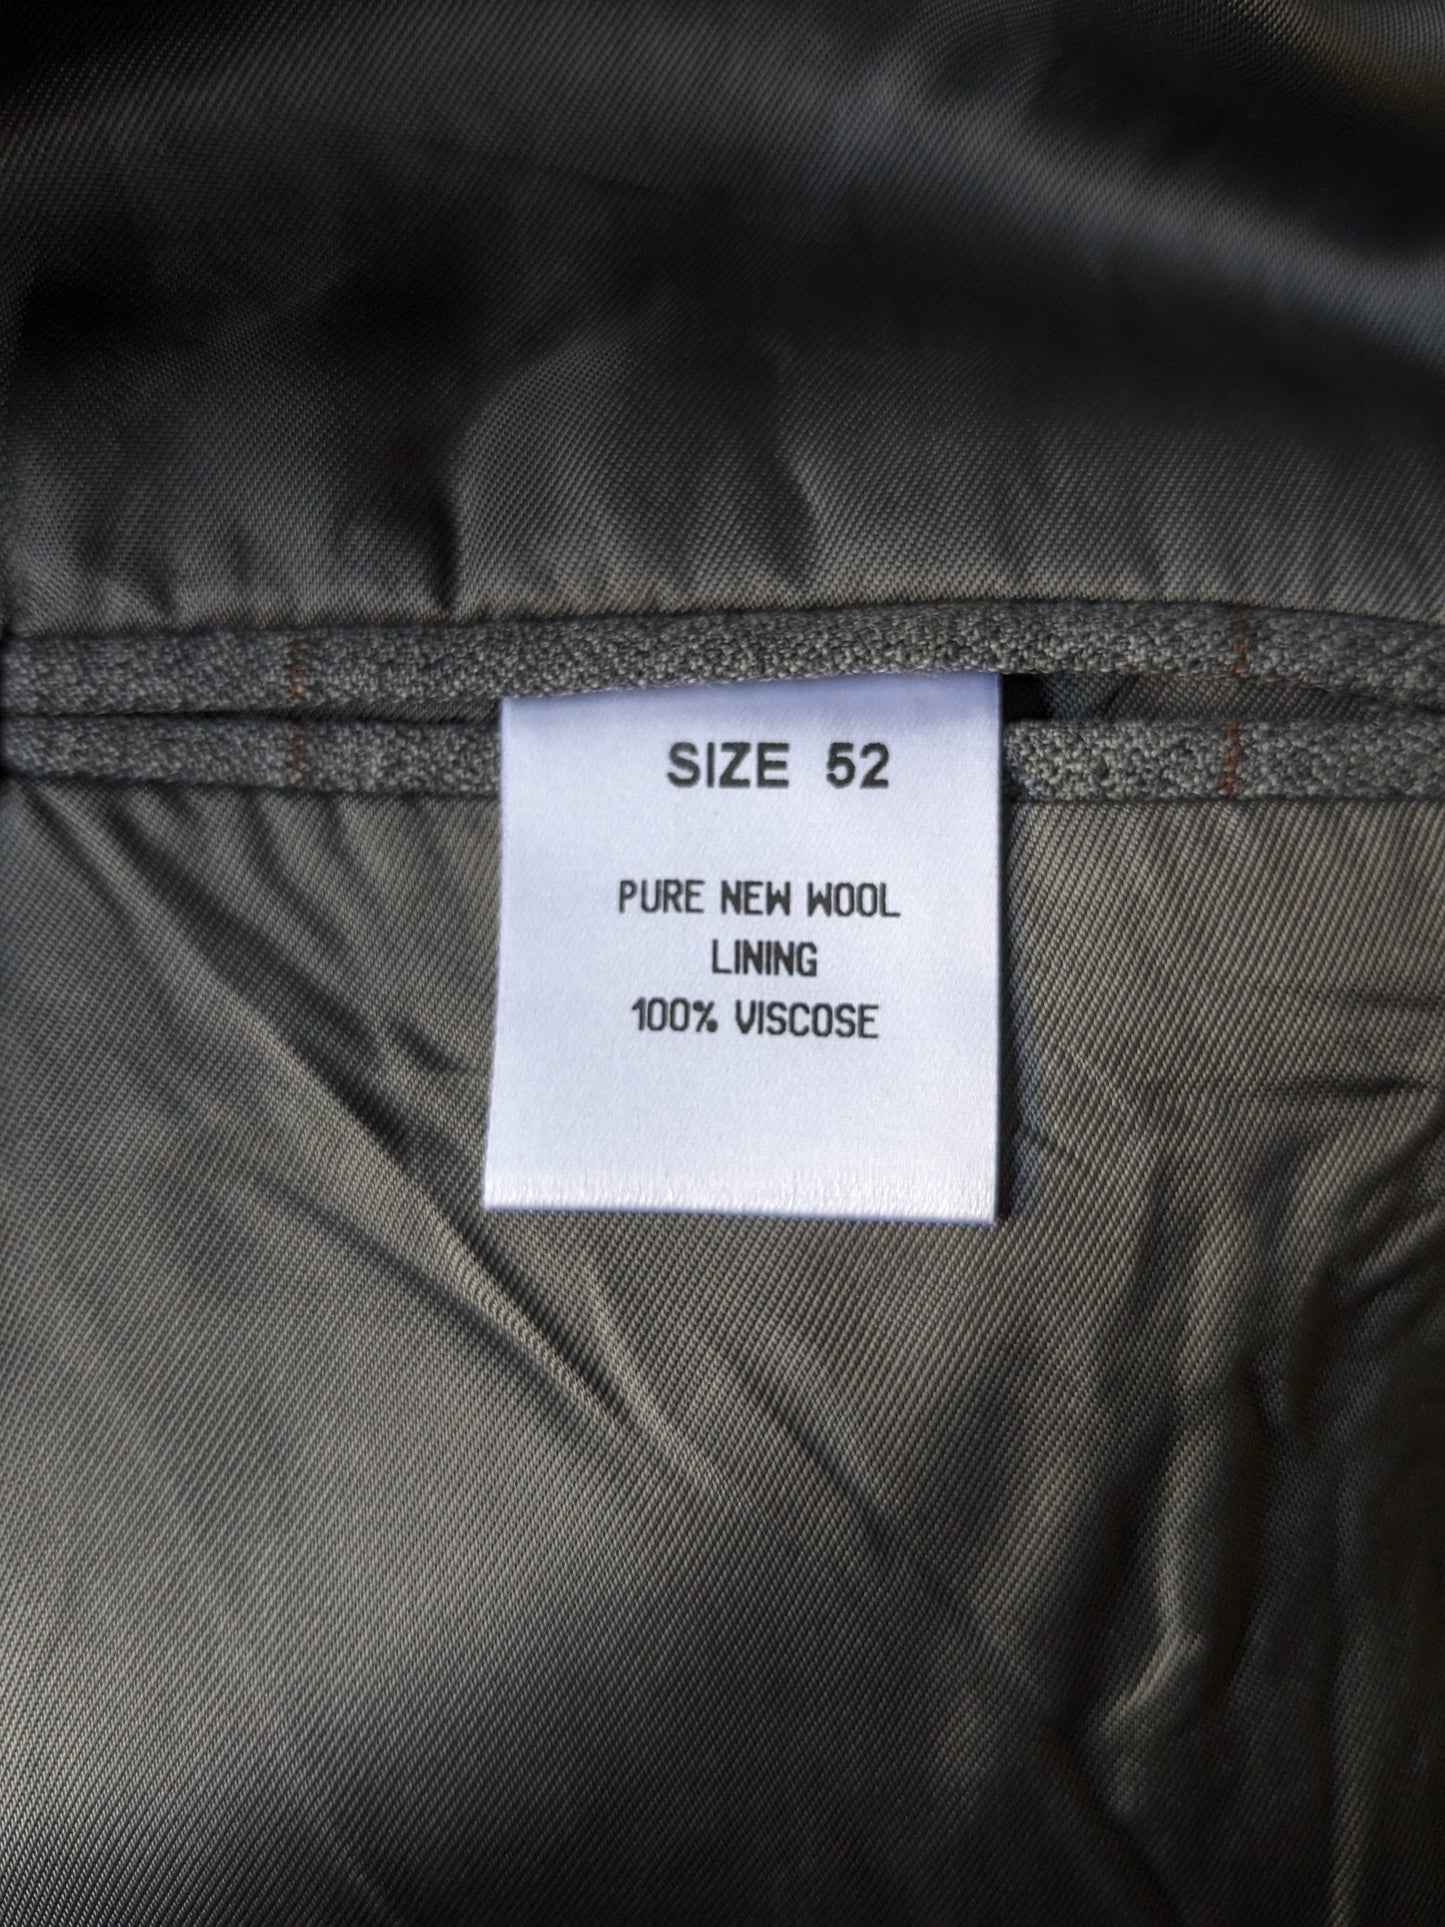 SIZE 52
PURE NEW WOOL
LINING
100% VISCOSE